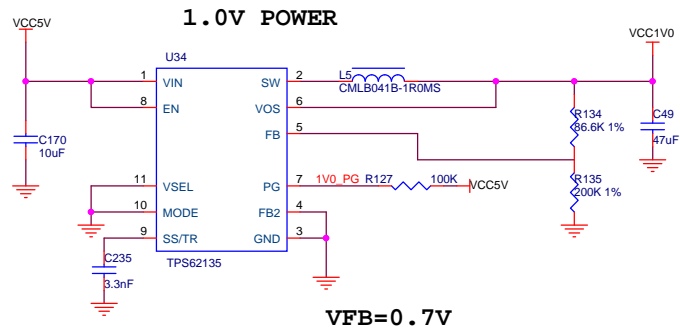 1.0V POWER
VCC5V
VCC1V0
U34
1 VIN SW 2
L5
CMLB041B-1R0MS
8 EN VOS 6
FB 5
R134
86.6K 1%
C49
47uF
C170
10uF
11 VSEL PG 7
1V0_PG R127 100K
VCC5V
R135
200K 1%
10 MODE FB2 4
9 SS/TR GND 3
C235
3.3nF
TPS62135
VFB=0.7V